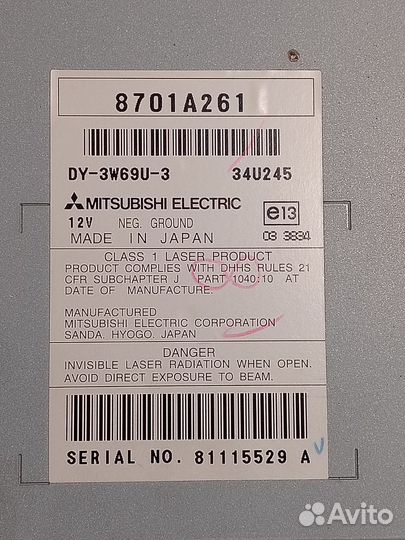 8701A261
DY-3W69U-3 34U245
MITSUBISHI ELECTRIC
12V NEG. GROUND e13
MADE IN JAPAN 03 3834
CLASS 1 LASER PRODUCT
PRODUCT COMPLIES WITH DHHS RULES 21
CFR SUBCHAPTER J PART 1040:10 AT
DATE OF MANUFACTURE.
MANUFACTURED
MITSUBISHI ELECTRIC CORPORATION
SANDA, HYOGO, JAPAN
DANGER
INVISIBLE LASER RADIATION WHEN OPEN.
AVOID DIRECT EXPOSURE TO BEAM.
SERIAL NO. 81115529 A
Avito